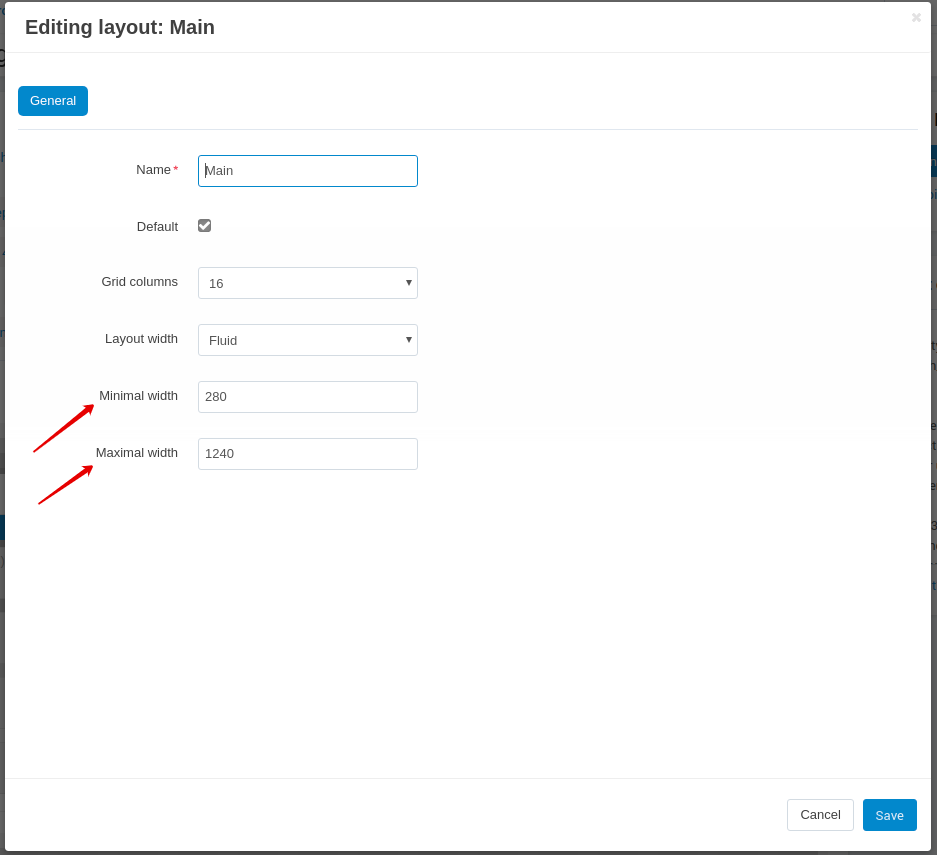 Editing layout: Main
General
Name*
Main
Default
Grid columns
16
Layout width
Fluid
Minimal width
280
Maximal width
1240
Cancel
Save